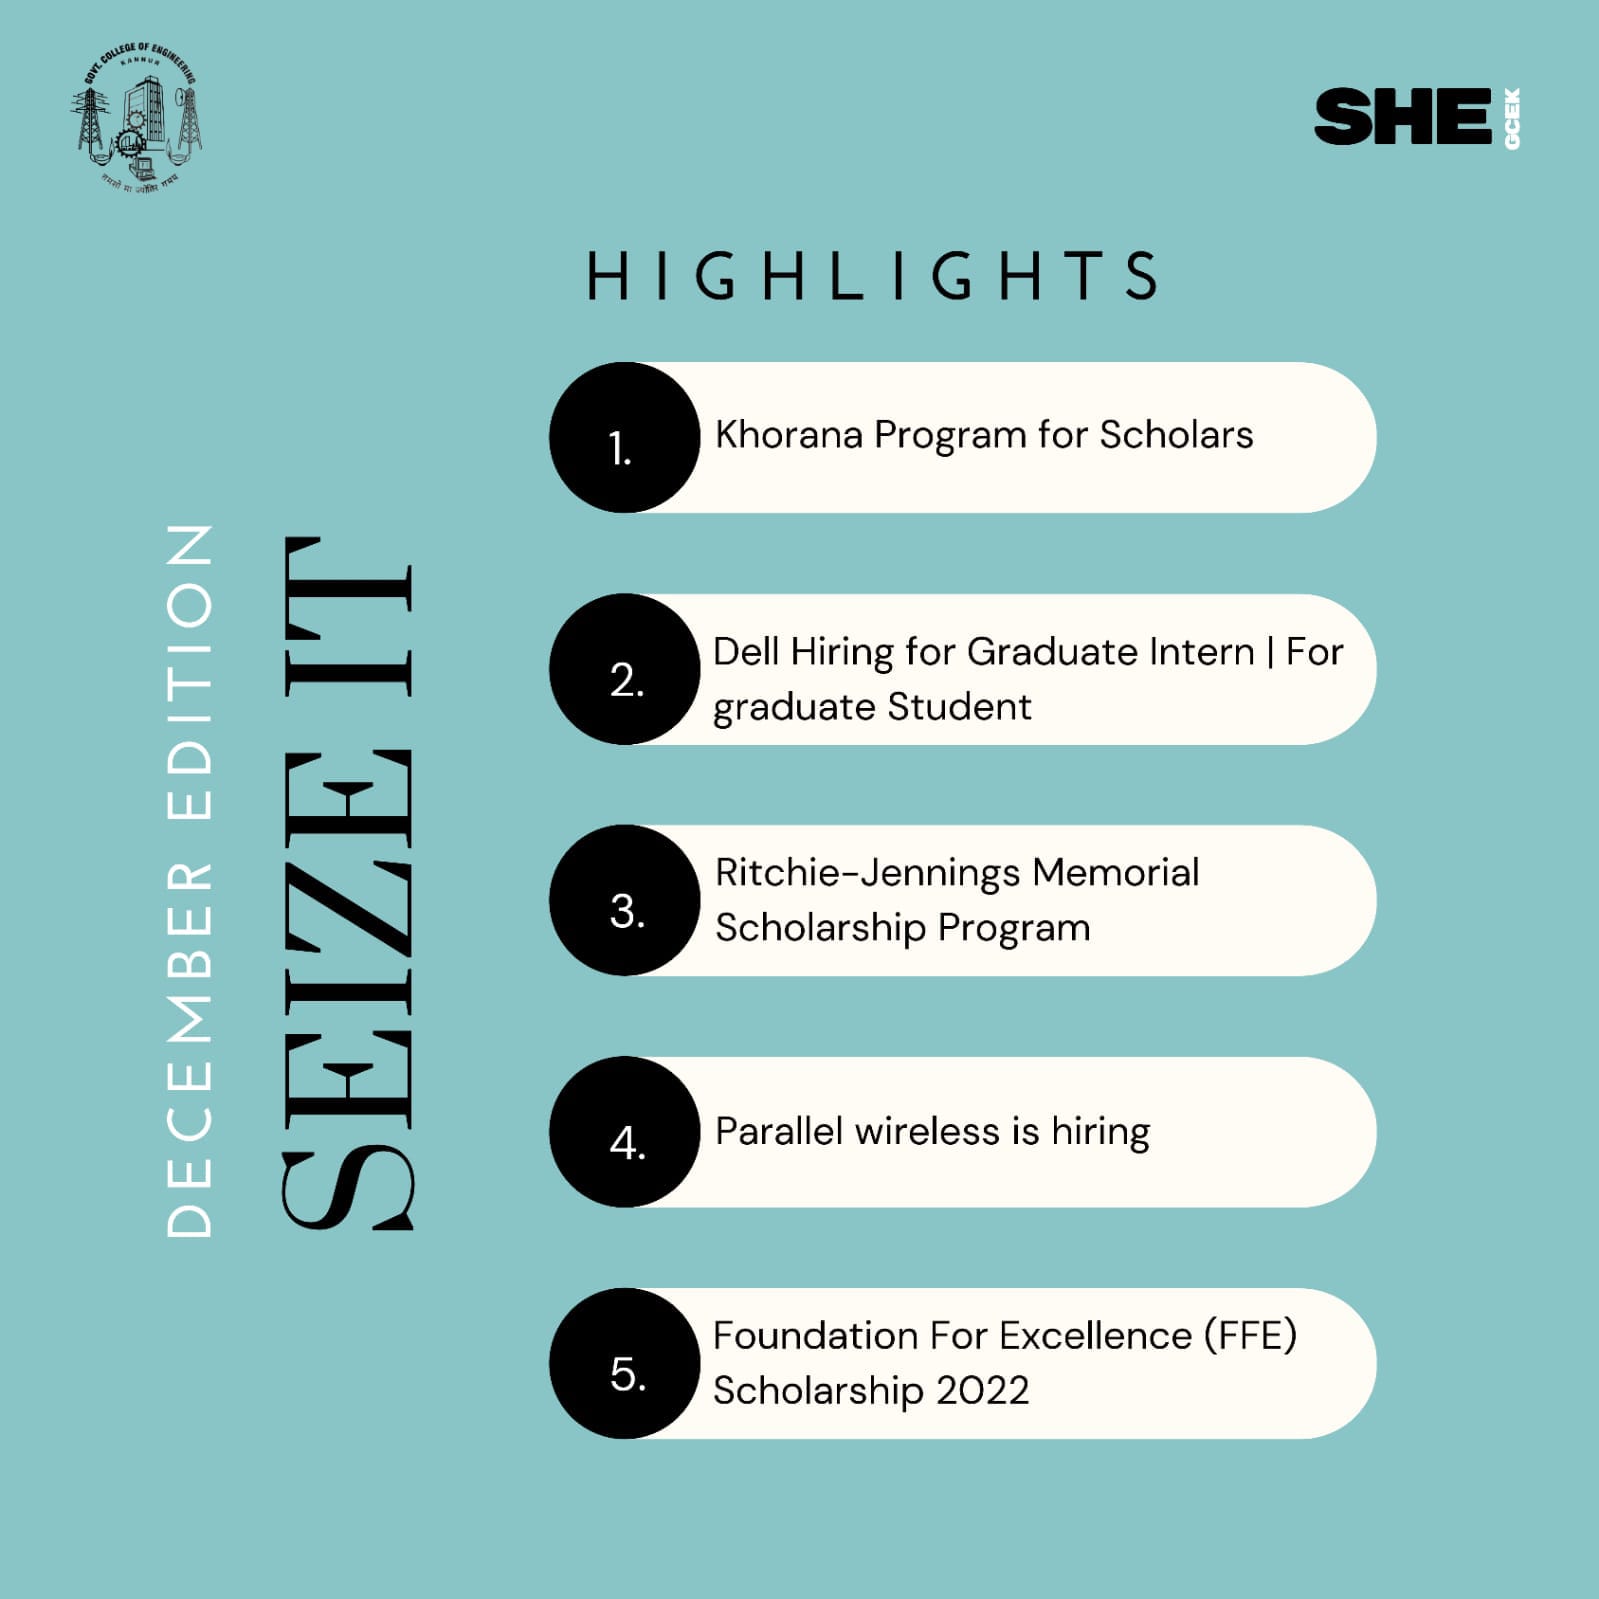 GOVT. COLLEGE OF ENGINEERING
KANNUR
तमसो मा ज्योतिर गमय
SHE
GCEK
HIGHLIGHTS
DECEMBER EDITION
SEIZE IT
1.
Khorana Program for Scholars
2.
Dell Hiring for Graduate Intern | For
graduate Student
3.
Ritchie-Jennings Memorial
Scholarship Program
4.
Parallel wireless is hiring
5.
Foundation For Excellence (FFE)
Scholarship 2022